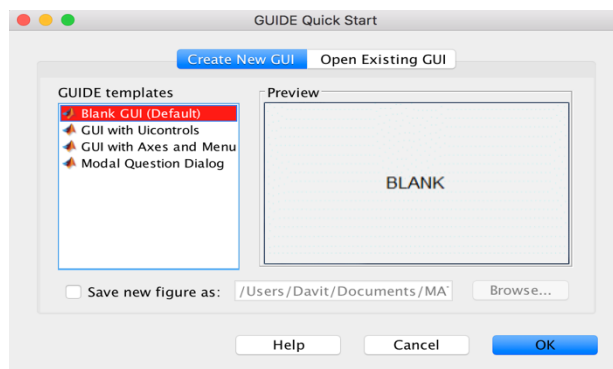 GUIDE Quick Start
Create New GUI Open Existing GUI
GUIDE templates
Blank GUI (Default)
GUI with Uicontrols
GUI with Axes and Menu
Modal Question Dialog
Preview
BLANK
Save new figure as: /Users/Davit/Documents/MAT Browse...
Help Cancel OK